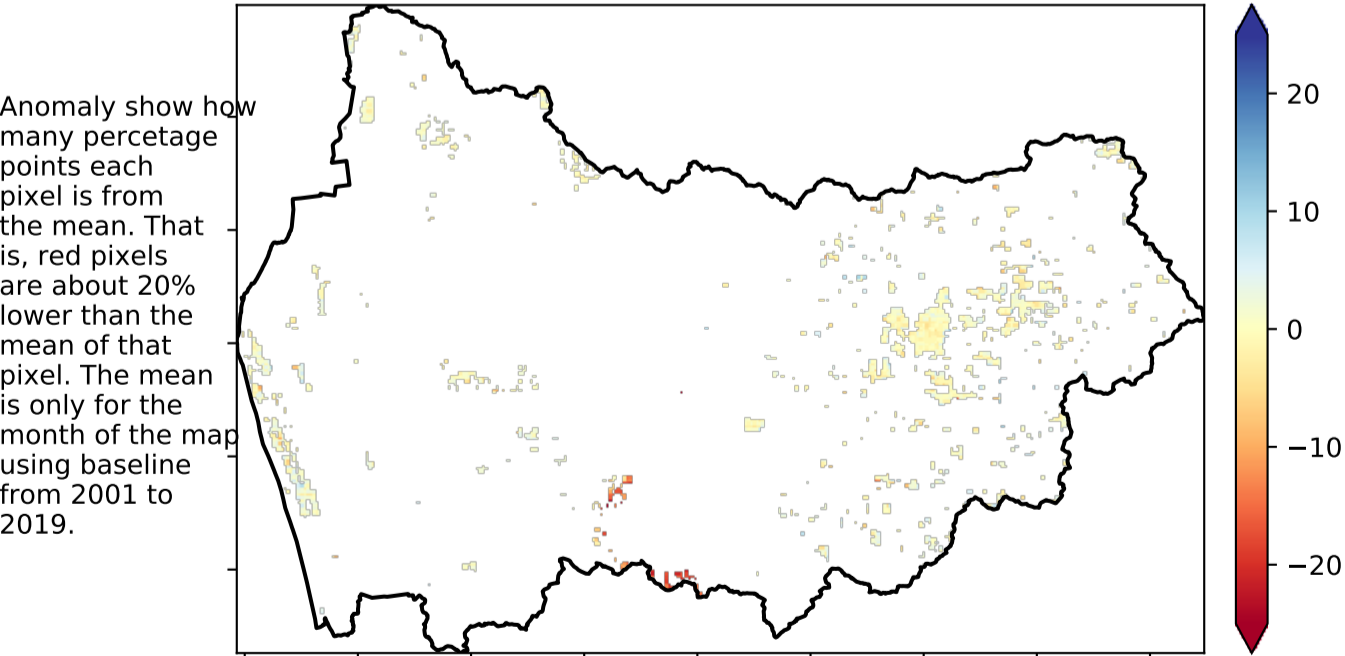 Anomaly show how
many percetage
points each
pixel is from
the mean. That
is, red pixels
are about 20%
lower than the
mean of that
pixel. The mean
is only for the
month of the map
using baseline
from 2001 to
2019.
20
10
0
−10
−20